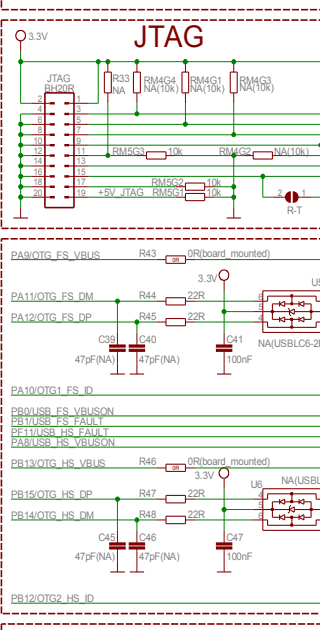 JTAG
3.3V
JTAG
BH20R
R33
NA
RM4G4
NA(10k)
RM4G1
NA(10k)
RM4G3
NA(10k)
2 1
4 3
6 5
8 7
10 9
12 11
14 13
16 15
18 17
20 19
RM5G3 10k
RM4G2 NA(10k)
RM5G2 10k
+5V_JTAG RM5G1 10k
2 1
R-T
PA9/OTG_FS_VBUS R43 0R 0R(board_mounted)
3.3V
PA11/OTG_FS_DM R44 22R
PA12/OTG_FS_DP R45 22R
NA(USBLC6-2
C39 C40 C41
47pF(NA) 47pF(NA) 100nF
PA10/OTG1_FS_ID
PB0/USB_FS_VBUSON
PB1/USB_FS_FAULT
PF11/USB_HS_FAULT
PA8/USB_HS_VBUSON
PB13/OTG_HS_VBUS R46 0R 0R(board_mounted)
3.3V
U6 NA(USBL
PB15/OTG_HS_DP R47 22R
PB14/OTG_HS_DM R48 22R
C45 C46 C47
47pF(NA) 47pF(NA) 100nF
PB12/OTG2_HS_ID